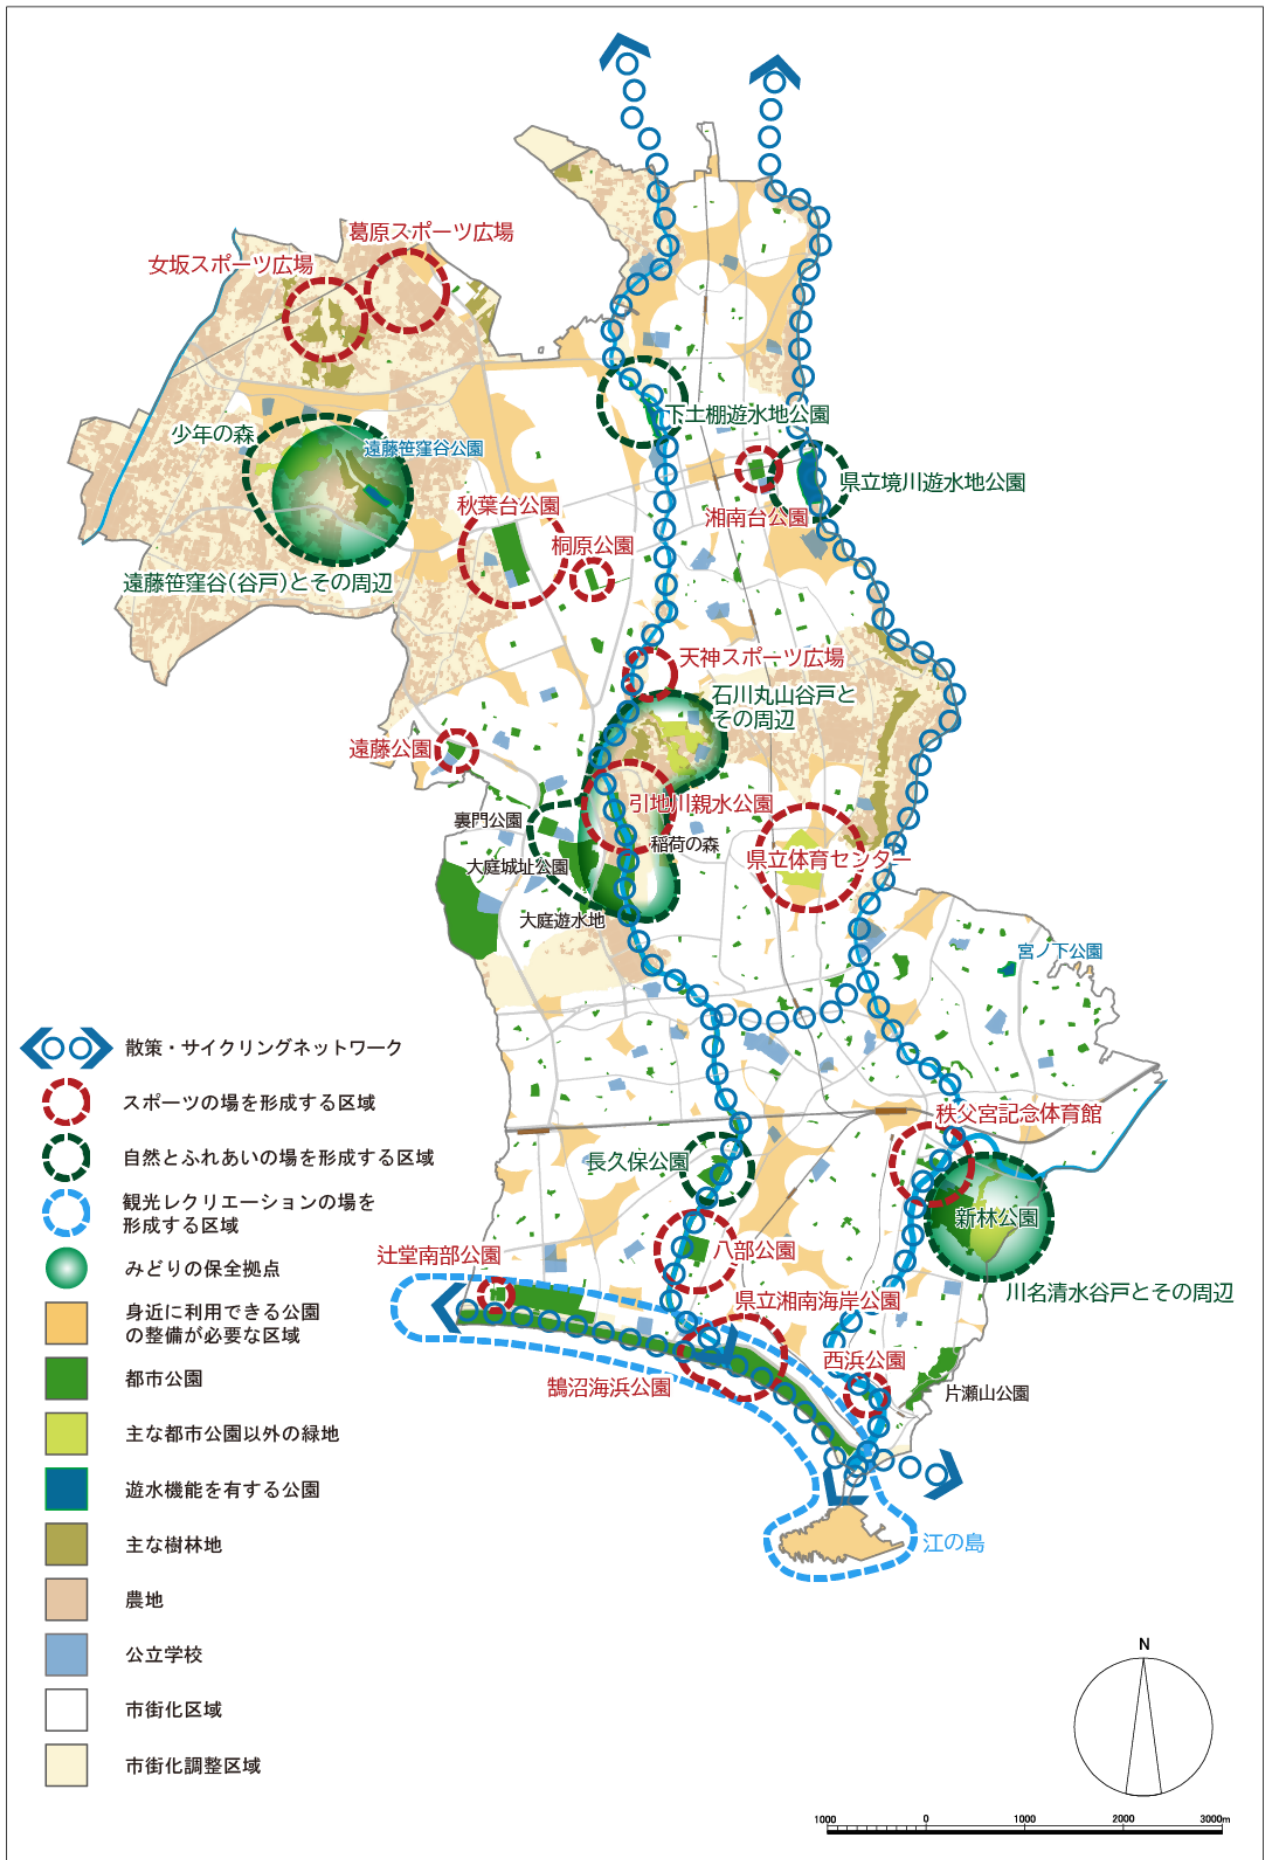 葛原スポーツ広場
女坂スポーツ広場
下土棚遊水地公園
少年の森
遠藤笹窪谷公園
県立境川遊水地公園
秋葉台公園
湘南台公園
桐原公園
遠藤笹窪谷(谷戸)とその周辺
天神スポーツ広場
石川丸山谷戸と
その周辺
遠藤公園
引地川親水公園
裏門公園
稲荷の森
県立体育センター
大庭城址公園
大庭遊水地
宮ノ下公園
秩父宮記念体育館
長久保公園
新林公園
八部公園
辻堂南部公園
川名清水谷戸とその周辺
県立湘南海岸公園
西浜公園
鵠沼海浜公園
片瀬山公園
江の島
散策・サイクリングネットワーク
スポーツの場を形成する区域
自然とふれあいの場を形成する区域
観光レクリエーションの場を
形成する区域
みどりの保全拠点
身近に利用できる公園
の整備が必要な区域
都市公園
主な都市公園以外の緑地
遊水機能を有する公園
主な樹林地
農地
公立学校
市街化区域
市街化調整区域
N
1000 0 1000 2000 3000m